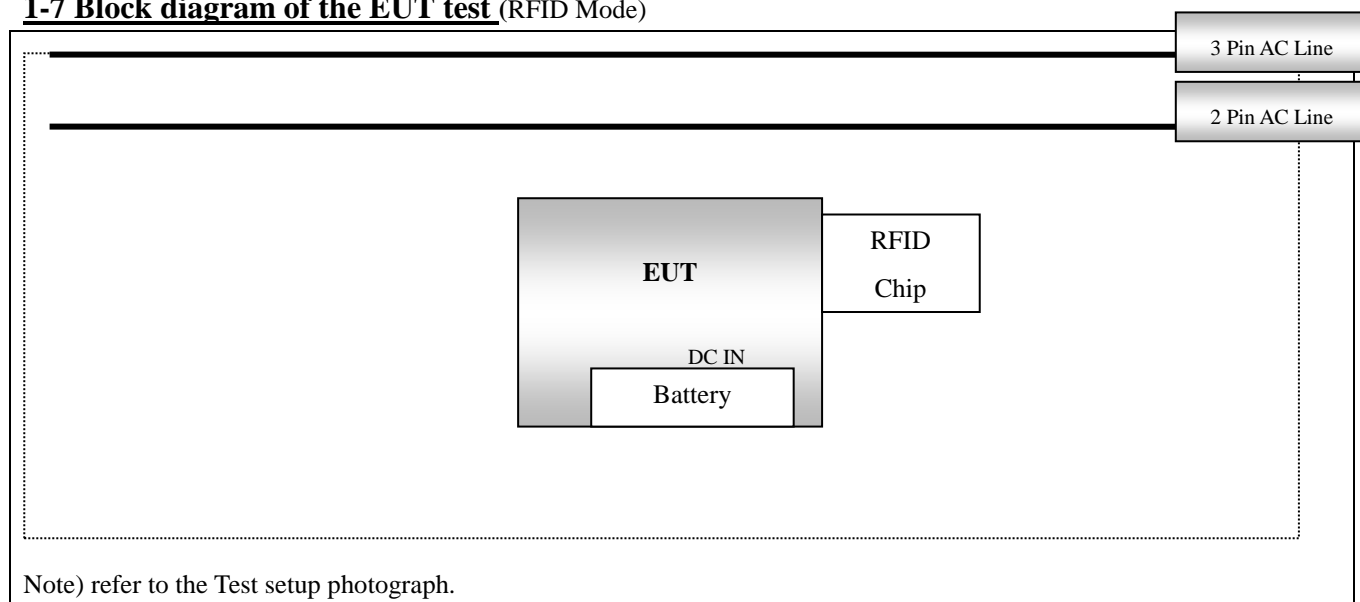 1-7 Block diagram of the EUT test (RFID Mode)
3 Pin AC Line
2 Pin AC Line
RFID
Chip
EUT
DC IN
Battery
Note) refer to the Test setup photograph.